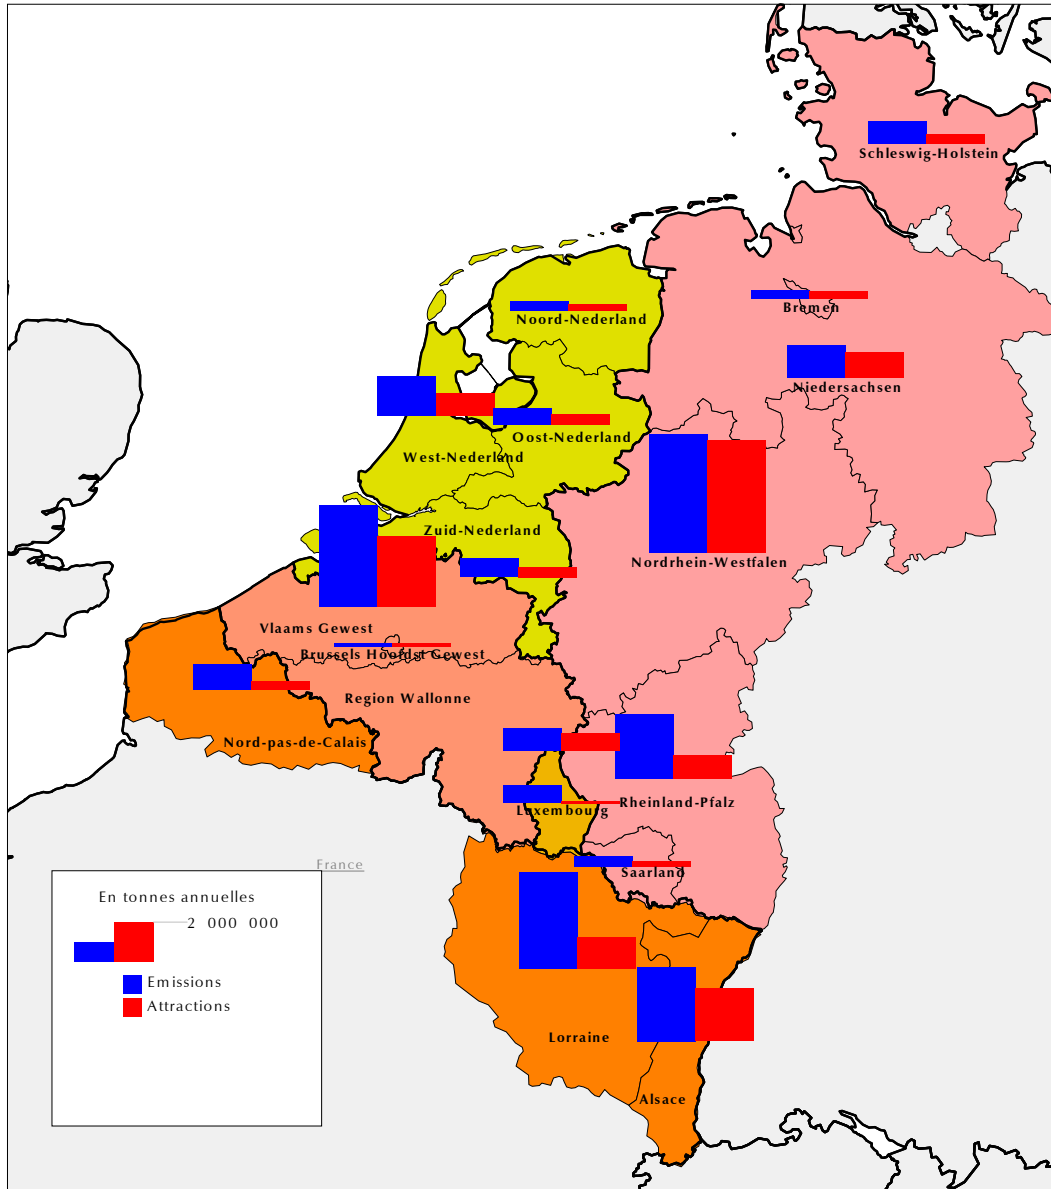 Schleswig-Holstein
Bremen
Noord-Nederland
Niedersachsen
Oost-Nederland
West-Nederland
Zuid-Nederland
Nordrhein-Westfalen
Vlaams Gewest
Brussels Hoofdst Gewest
Region Wallonne
Nord-pas-de-Calais
Rheinland-Pfalz
Luxembourg
France
Saarland
En tonnes annuelles
2 000 000
Emissions
Attractions
Lorraine
Alsace